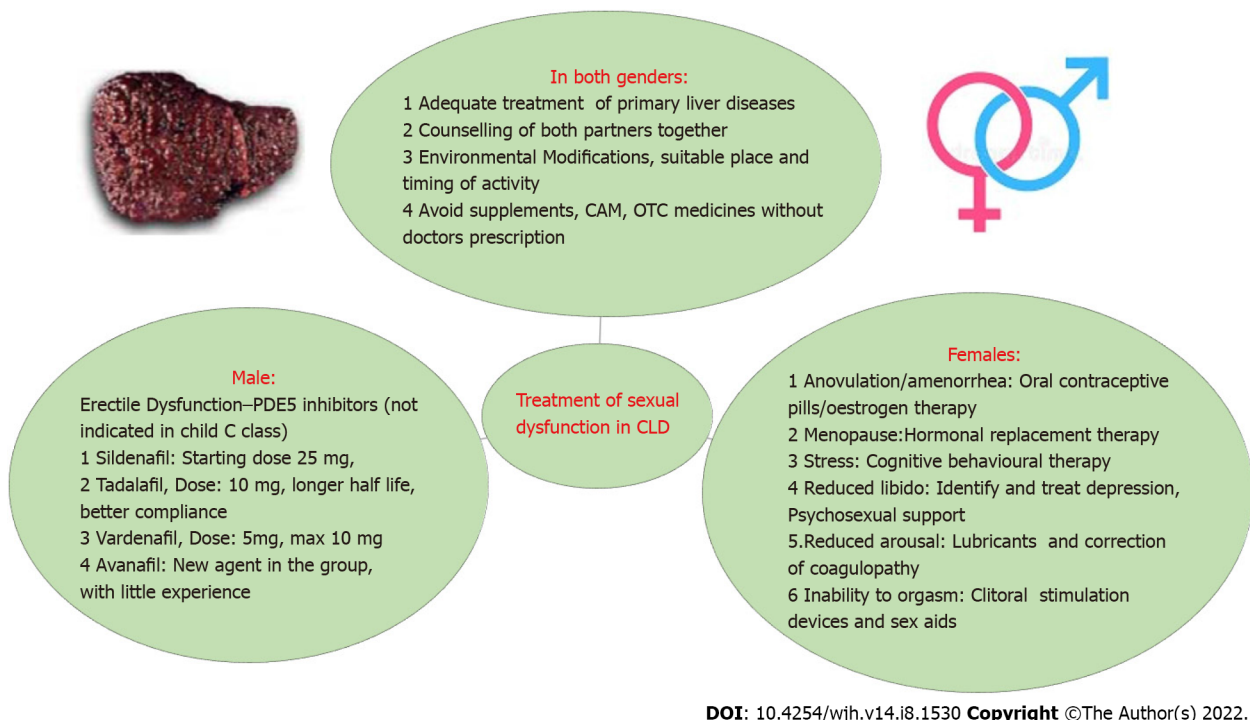 In both genders:
1 Adequate treatment of primary liver diseases
2 Counselling of both partners together
3 Environmental Modifications, suitable place and
timing of activity
4 Avoid supplements, CAM, OTC medicines without
doctors prescription
Male:
Erectile Dysfunction–PDE5 inhibitors (not
indicated in child C class)
1 Sildenafil: Starting dose 25 mg,
2 Tadalafil, Dose: 10 mg, longer half life,
better compliance
3 Vardenafil, Dose: 5mg, max 10 mg
4 Avanafil: New agent in the group,
with little experience
Treatment of sexual
dysfunction in CLD
Females:
1 Anovulation/amenorrhea: Oral contraceptive
pills/oestrogen therapy
2 Menopause:Hormonal replacement therapy
3 Stress: Cognitive behavioural therapy
4 Reduced libido: Identify and treat depression,
Psychosexual support
5.Reduced arousal: Lubricants and correction
of coagulopathy
6 Inability to orgasm: Clitoral stimulation
devices and sex aids
DOI: 10.4254/wjh.v14.i8.1530 Copyright ©The Author(s) 2022.